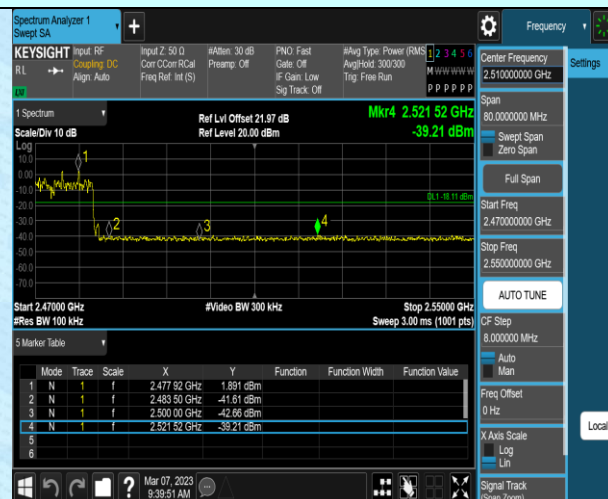 Spectrum Analyzer 1
Swept SA
Frequency
KEYSIGHT
RL
Input: RF
Coupling: DC
Align: Auto
Input Z: 50 Ω
Corr CCorr RCal
Freq Ref: Int (S)
#Atten: 30 dB
Preamp: Off
PNO: Fast
Gate: Off
IF Gain: Low
Sig Track: Off
#Avg Type: Power (RMS
Avg|Hold: 300/300
Trig: Free Run
1 2 3 4 5 6
M W W W W W
P P P P P P
Settings
Center Frequency
2.510000000 GHz
Span
80.0000000 MHz
Swept Span
Zero Span
Full Span
Start Freq
2.470000000 GHz
Stop Freq
2.550000000 GHz
AUTO TUNE
CF Step
8.000000 MHz
Auto
Man
Freq Offset
0 Hz
X Axis Scale
Log
Lin
Signal Track
(Span Zoom)
Local
1 Spectrum
Scale/Div 10 dB
Ref Lvl Offset 21.97 dB
Ref Level 20.00 dBm
Mkr4 2.521 52 GHz
-39.21 dBm
Log
10.0
0.00
-10.0
-20.0
-30.0
-40.0
-50.0
-60.0
-70.0
1
2
3
4
DL1 -18.11 dBm
Start 2.47000 GHz
#Res BW 100 kHz
#Video BW 300 kHz
Stop 2.55000 GHz
Sweep 3.00 ms (1001 pts)
5 Marker Table
Mode Trace Scale X Y Function Function Width Function Value
1 N 1 f 2.477 92 GHz 1.891 dBm
2 N 1 f 2.483 50 GHz -41.61 dBm
3 N 1 f 2.500 00 GHz -42.66 dBm
4 N 1 f 2.521 52 GHz -39.21 dBm
5
6
?
Mar 07, 2023
9:39:51 AM